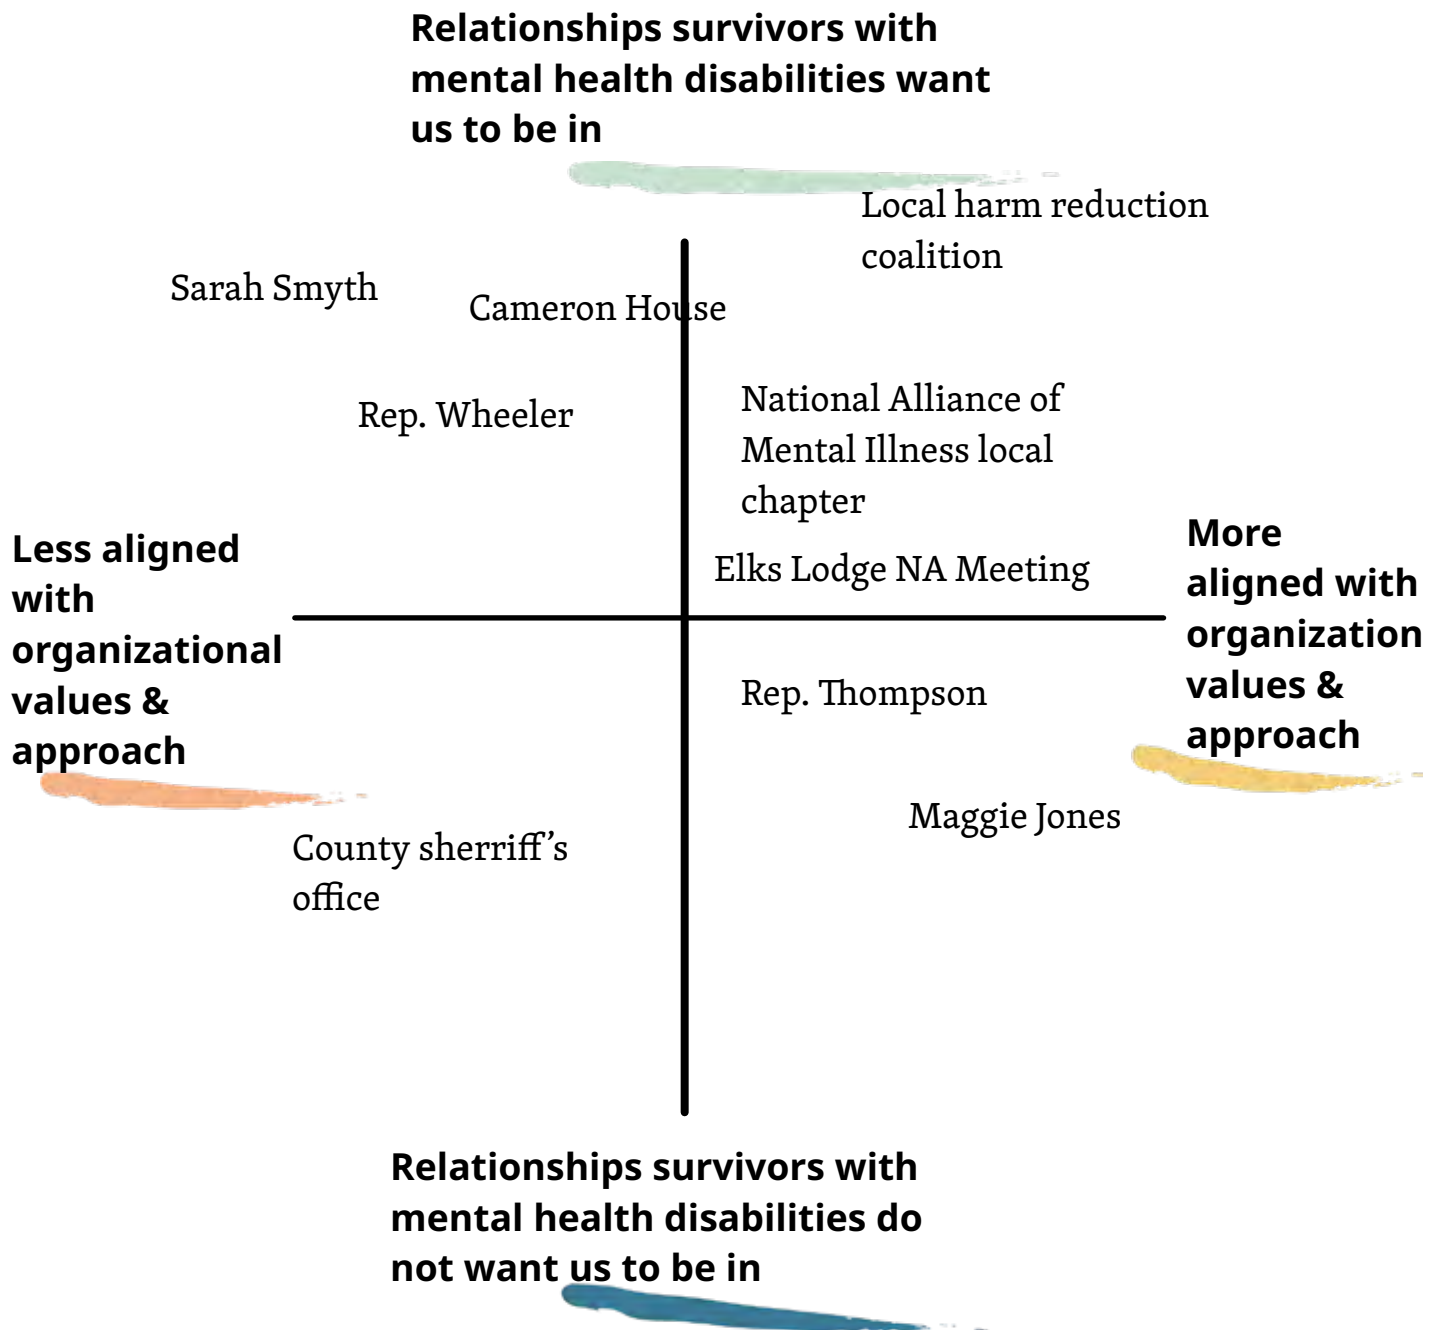 Relationships survivors with
mental health disabilities want
us to be in
Local harm reduction
coalition
Sarah Smyth
Cameron House
Rep. Wheeler
National Alliance of
Mental Illness local
chapter
Less aligned
with
organizational
values &
approach
Elks Lodge NA Meeting
More
aligned with
organization
values &
approach
Rep. Thompson
Maggie Jones
County sherriff’s
office
Relationships survivors with
mental health disabilities do
not want us to be in